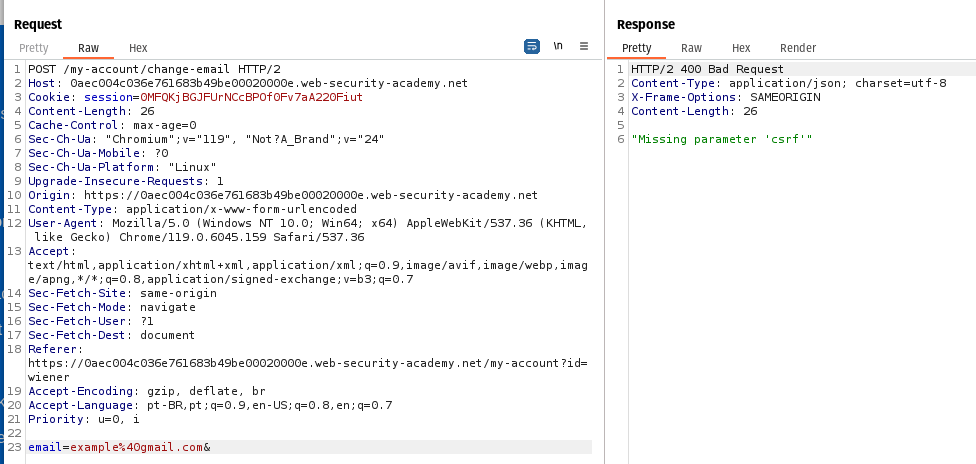 Request
Pretty Raw Hex
\n
1 POST /my-account/change-email HTTP/2
2 Host: 0aec004c036e761683b49be00020000e.web-security-academy.net
3 Cookie: session=0MFQKjBGJFUrNCcBPOf0Fv7aA220Fiut
4 Content-Length: 26
5 Cache-Control: max-age=0
6 Sec-Ch-Ua: "Chromium";v="119", "Not?A_Brand";v="24"
7 Sec-Ch-Ua-Mobile: ?0
8 Sec-Ch-Ua-Platform: "Linux"
9 Upgrade-Insecure-Requests: 1
10 Origin: https://0aec004c036e761683b49be00020000e.web-security-academy.net
11 Content-Type: application/x-www-form-urlencoded
12 User-Agent: Mozilla/5.0 (Windows NT 10.0; Win64; x64) AppleWebKit/537.36 (KHTML,
like Gecko) Chrome/119.0.6045.159 Safari/537.36
13 Accept:
text/html,application/xhtml+xml,application/xml;q=0.9,image/avif,image/webp,imag
e/apng,*/*;q=0.8,application/signed-exchange;v=b3;q=0.7
14 Sec-Fetch-Site: same-origin
15 Sec-Fetch-Mode: navigate
16 Sec-Fetch-User: ?1
17 Sec-Fetch-Dest: document
18 Referer:
https://0aec004c036e761683b49be00020000e.web-security-academy.net/my-account?id=
wiener
19 Accept-Encoding: gzip, deflate, br
20 Accept-Language: pt-BR,pt;q=0.9,en-US;q=0.8,en;q=0.7
21 Priority: u=0, i
22
23 email=example%40gmail.com&
Response
Pretty Raw Hex Render
1 HTTP/2 400 Bad Request
2 Content-Type: application/json; charset=utf-8
3 X-Frame-Options: SAMEORIGIN
4 Content-Length: 26
5
6 "Missing parameter 'csrf'"